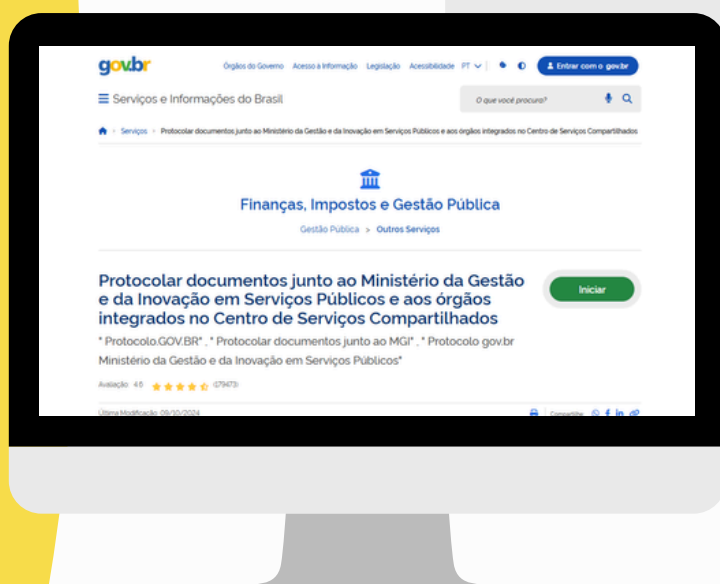 gov.br
Órgãos do Governo Acesso à Informação Legislação Acessibilidade PT Entrar com o gov.br
Serviços e Informações do Brasil O que você procura?
Serviços > Protocolar documentos junto ao Ministério da Gestão e da Inovação em Serviços Públicos e aos órgãos integrados no Centro de Serviços Compartilhados
Finanças, Impostos e Gestão Pública
Gestão Pública > Outros Serviços
Protocolar documentos junto ao Ministério da Gestão
e da Inovação em Serviços Públicos e aos órgãos
integrados no Centro de Serviços Compartilhados
Iniciar
" Protocolo.GOV.BR" , " Protocolar documentos junto ao MGI" , " Protocolo gov.br
Ministério da Gestão e da Inovação em Serviços Públicos"
Avaliação: 4.6 (179473)
Última Modificação: 09/10/2024 Compartilhe: